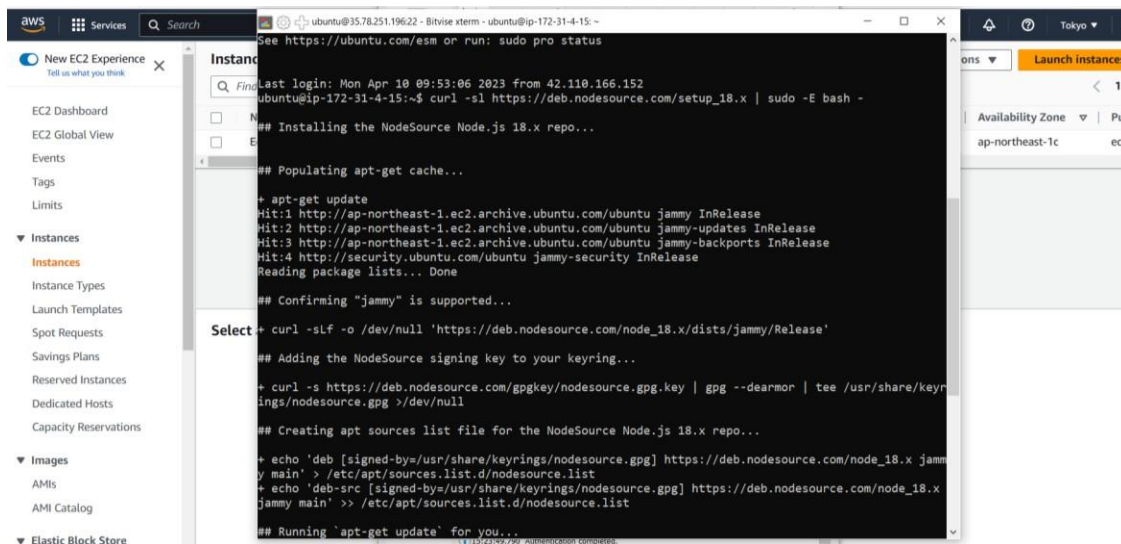 aws
Services
Search
Tokyo ▼
New EC2 Experience
Tell us what you think
EC2 Dashboard
EC2 Global View
Events
Tags
Limits
▼ Instances
Instances
Instance Types
Launch Templates
Spot Requests
Savings Plans
Reserved Instances
Dedicated Hosts
Capacity Reservations
▼ Images
AMIs
AMI Catalog
▼ Elastic Block Store
Launch instance
Availability Zone
ap-northeast-1c
Select
ubuntu@35.78.251.196:22 - Bitvise xterm - ubuntu@ip-172-31-4-15: ~
See https://ubuntu.com/esm or run: sudo pro status
Last login: Mon Apr 10 09:53:06 2023 from 42.110.166.152
ubuntu@ip-172-31-4-15:~$ curl -sl https://deb.nodesource.com/setup_18.x | sudo -E bash -
## Installing the NodeSource Node.js 18.x repo...
## Populating apt-get cache...
+ apt-get update
Hit:1 http://ap-northeast-1.ec2.archive.ubuntu.com/ubuntu jammy InRelease
Hit:2 http://ap-northeast-1.ec2.archive.ubuntu.com/ubuntu jammy-updates InRelease
Hit:3 http://ap-northeast-1.ec2.archive.ubuntu.com/ubuntu jammy-backports InRelease
Hit:4 http://security.ubuntu.com/ubuntu jammy-security InRelease
Reading package lists... Done
## Confirming "jammy" is supported...
+ curl -sLf -o /dev/null 'https://deb.nodesource.com/node_18.x/dists/jammy/Release'
## Adding the NodeSource signing key to your keyring...
+ curl -s https://deb.nodesource.com/gpgkey/nodesource.gpg.key | gpg --dearmor | tee /usr/share/keyr
ings/nodesource.gpg >/dev/null
## Creating apt sources list file for the NodeSource Node.js 18.x repo...
+ echo 'deb [signed-by=/usr/share/keyrings/nodesource.gpg] https://deb.nodesource.com/node_18.x jamm
y main' > /etc/apt/sources.list.d/nodesource.list
+ echo 'deb-src [signed-by=/usr/share/keyrings/nodesource.gpg] https://deb.nodesource.com/node_18.x
jammy main' >> /etc/apt/sources.list.d/nodesource.list
## Running `apt-get update` for you...
15:23:49.790 Authentication completed.